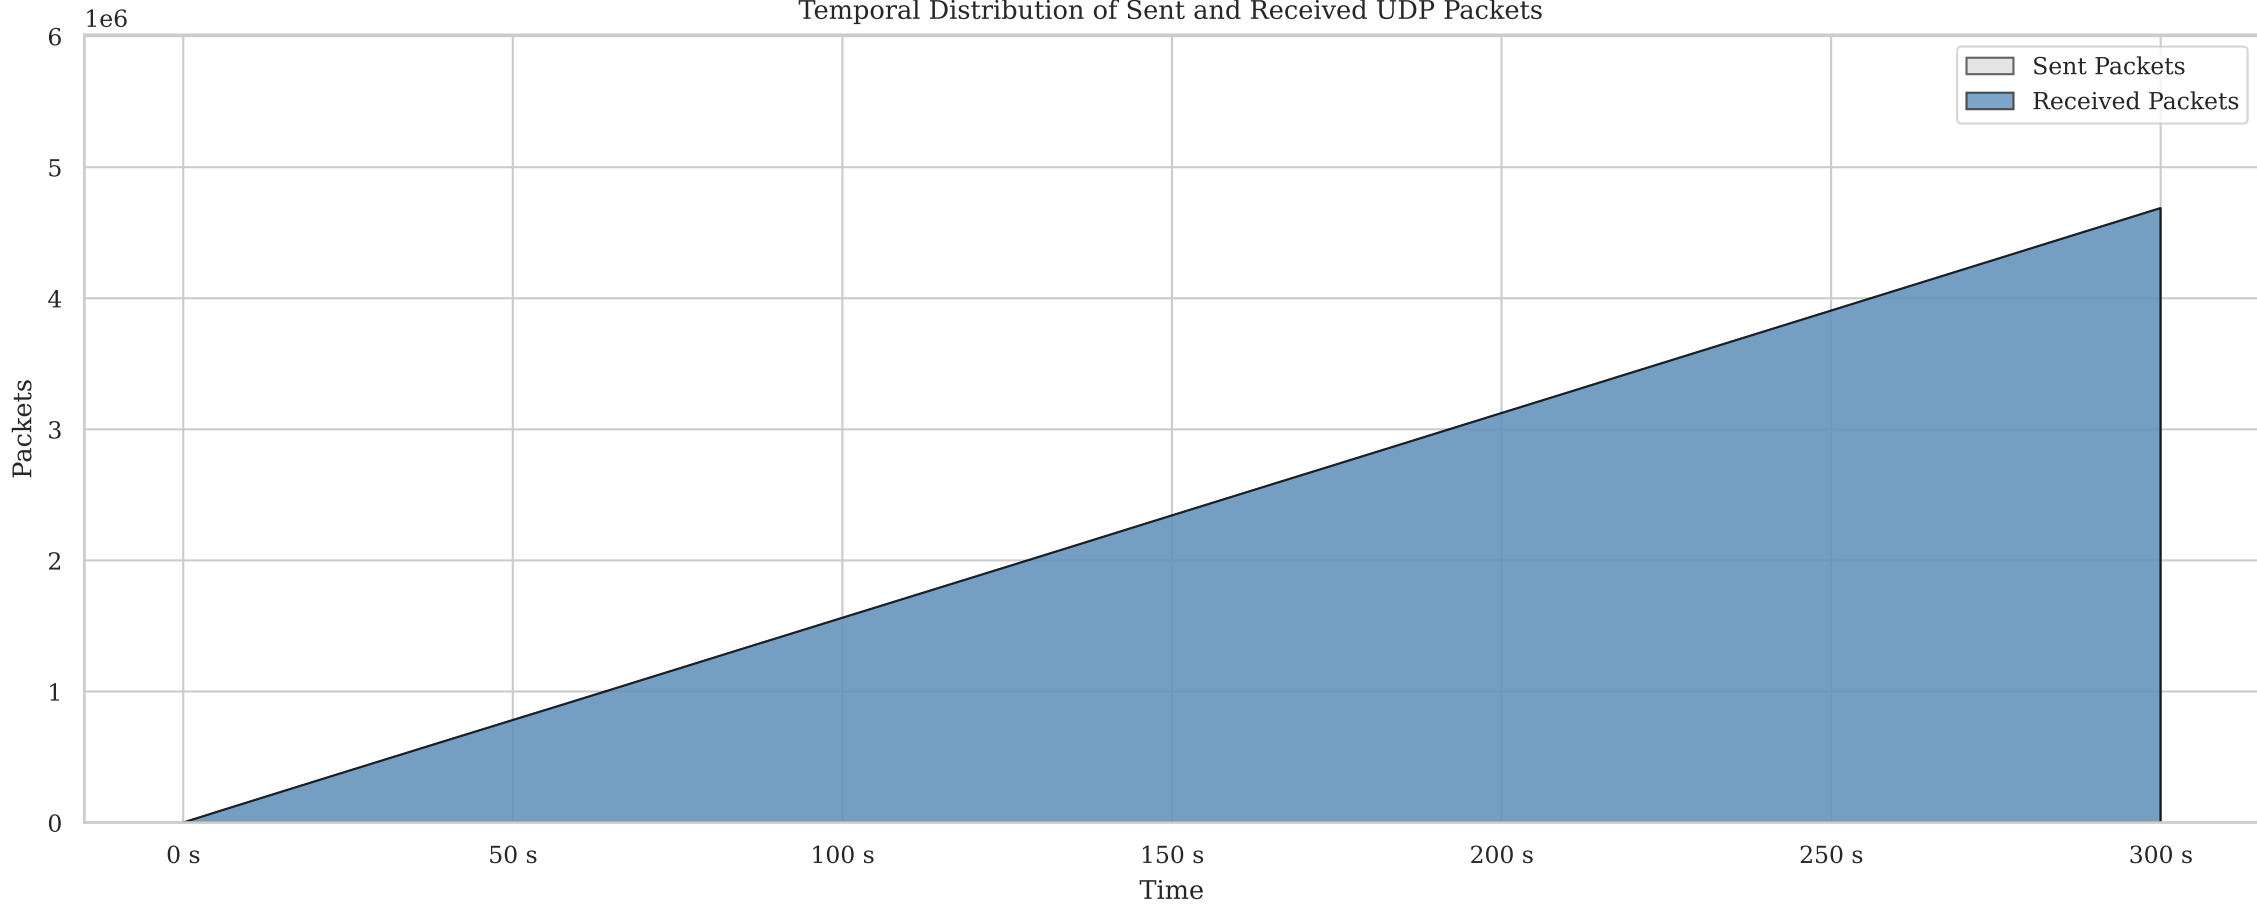 Temporal Distribution of Sent and Received UDP Packets
1e6
6
5
4
3
2
1
0
Packets
Sent Packets
Received Packets
0 s
50 s
100 s
150 s
200 s
250 s
300 s
Time